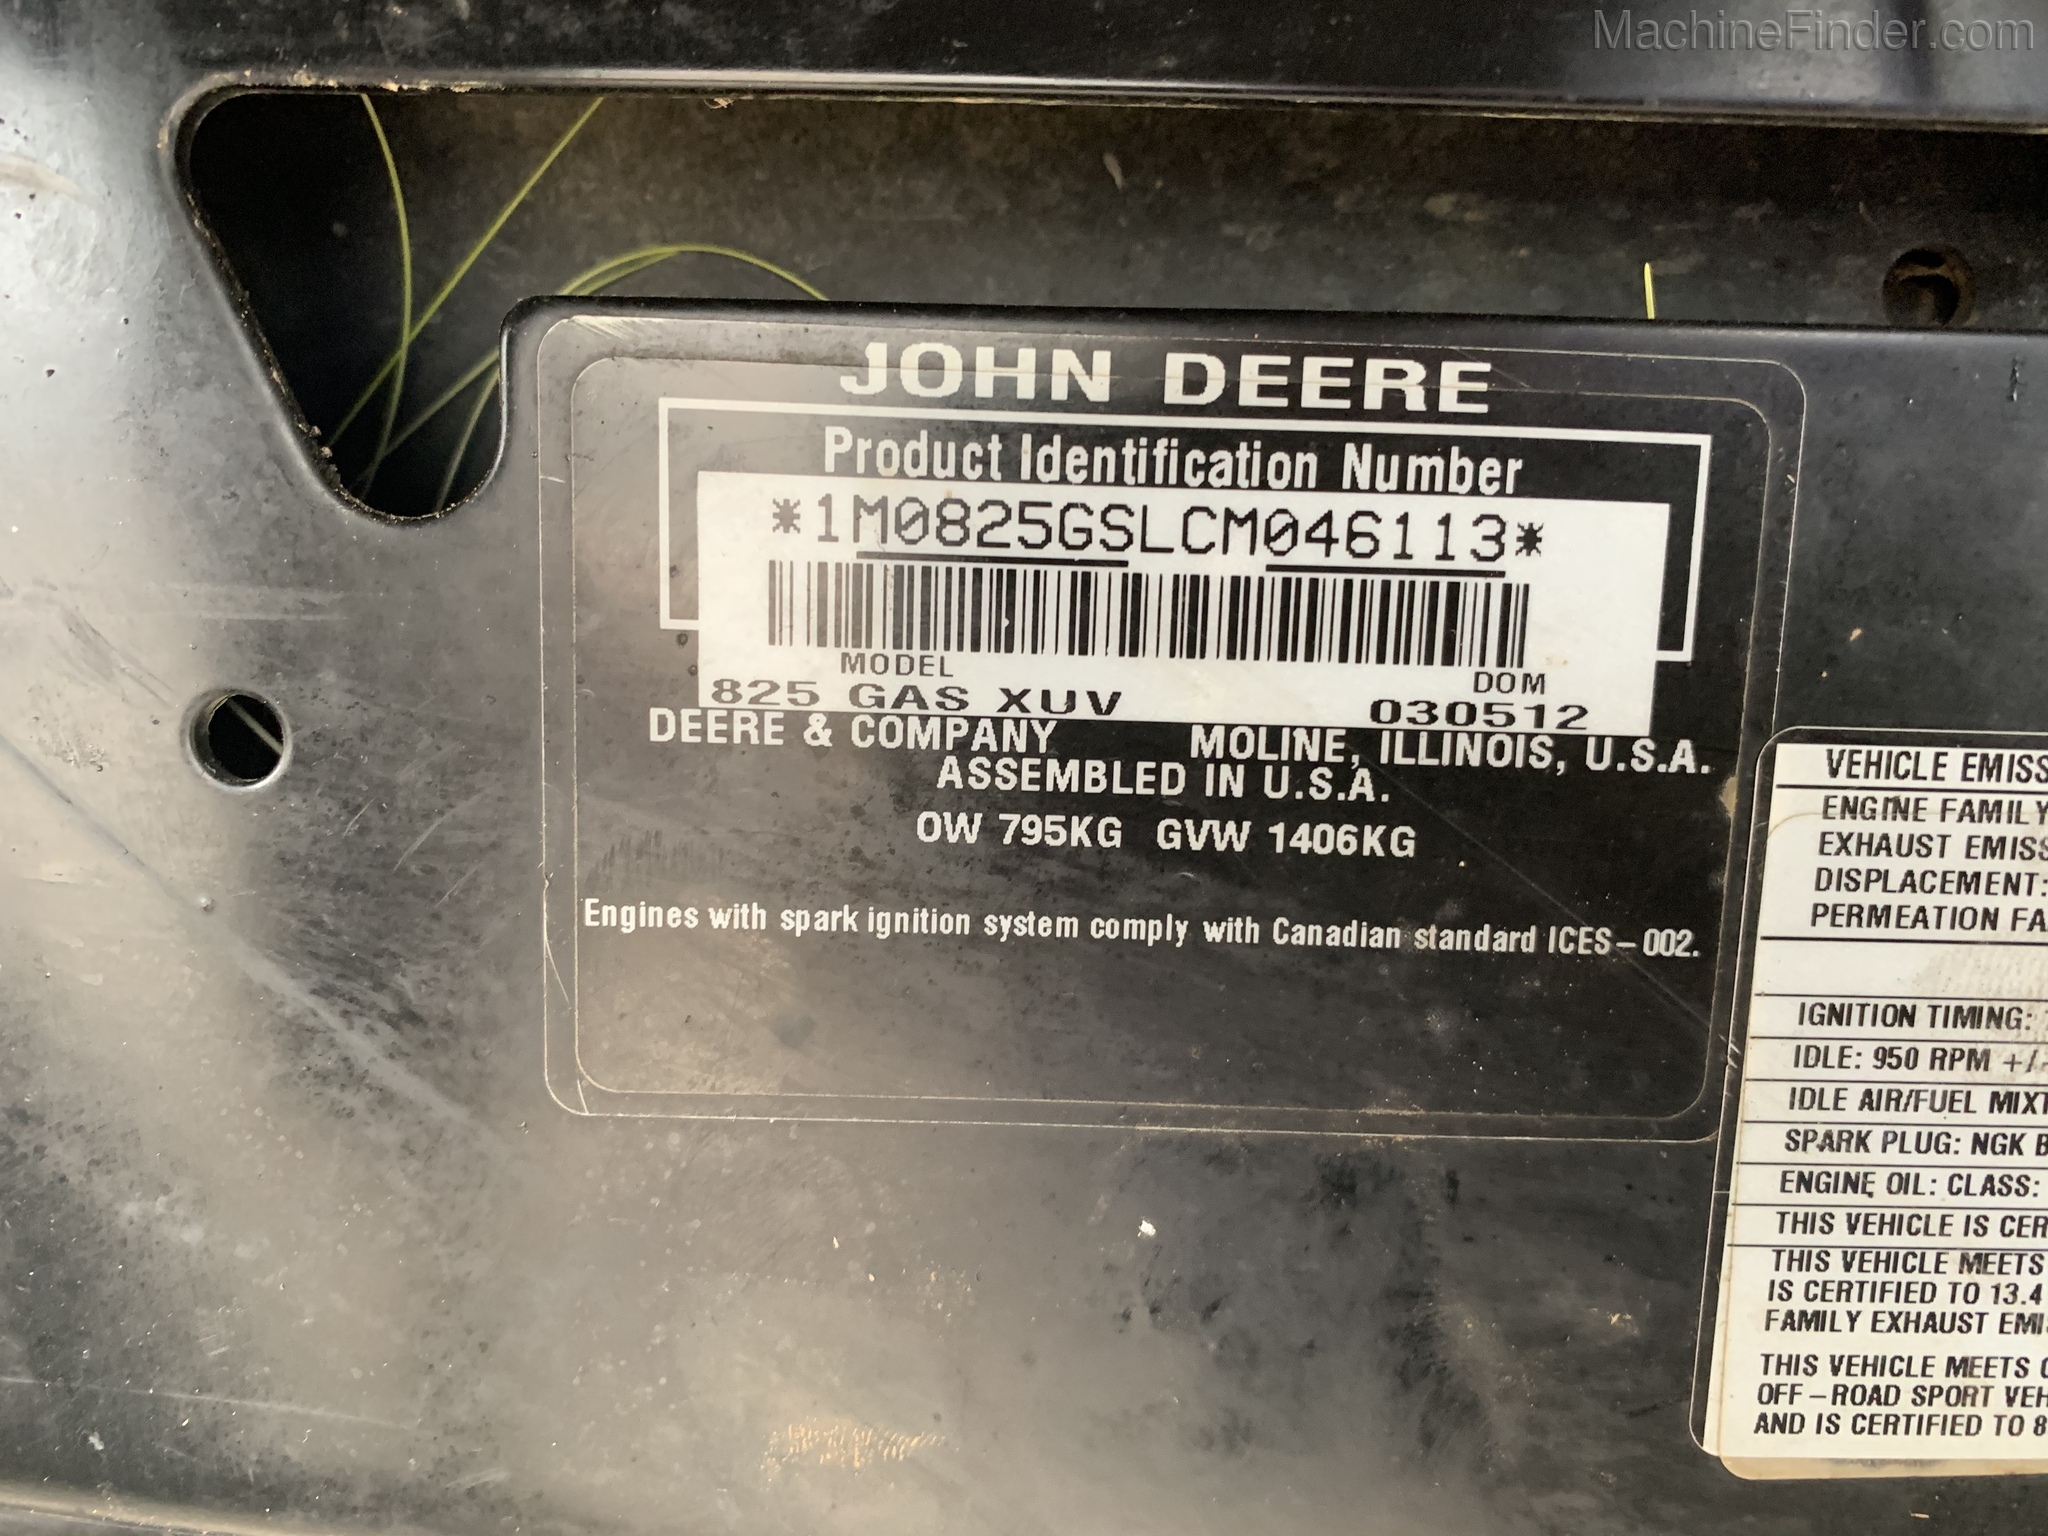 MachineFinder.com
JOHN DEERE
Product Identification Number
*1M0825GSLCM046113*
MODEL DOM
825 GAS XUV 030512
DEERE & COMPANY MOLINE, ILLINOIS, U.S.A.
ASSEMBLED IN U.S.A.
OW 795KG GVW 1406KG
Engines with spark ignition system comply with Canadian standard ICES-002.
VEHICLE EMISS
ENGINE FAMILY
EXHAUST EMISS
DISPLACEMENT:
PERMEATION FA
IGNITION TIMING:
IDLE: 950 RPM +/-
IDLE AIR/FUEL MIXT
SPARK PLUG: NGK B
ENGINE OIL: CLASS:
THIS VEHICLE IS CER
THIS VEHICLE MEETS
IS CERTIFIED TO 13.4
FAMILY EXHAUST EMI
THIS VEHICLE MEETS C
OFF-ROAD SPORT VEH
AND IS CERTIFIED TO 8